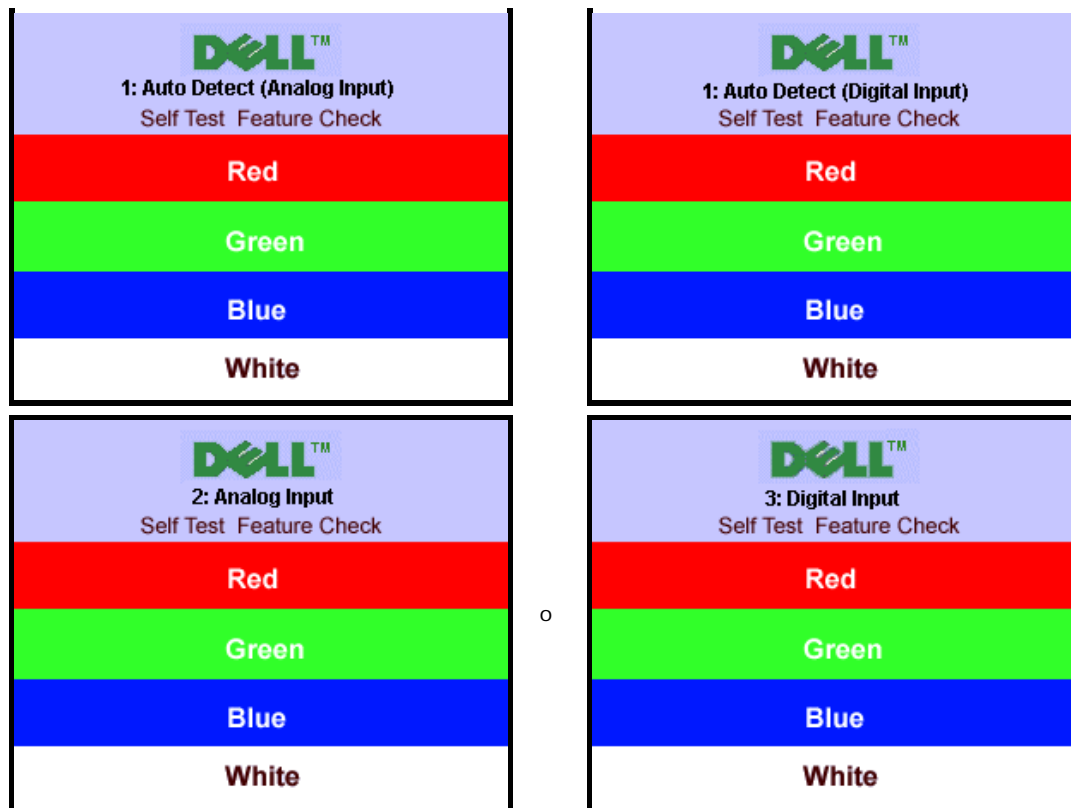 DELL™
1: Auto Detect (Analog Input)
Self Test Feature Check
Red
Green
Blue
White
DELL™
1: Auto Detect (Digital Input)
Self Test Feature Check
Red
Green
Blue
White
DELL™
2: Analog Input
Self Test Feature Check
Red
Green
Blue
White
o
DELL™
3: Digital Input
Self Test Feature Check
Red
Green
Blue
White